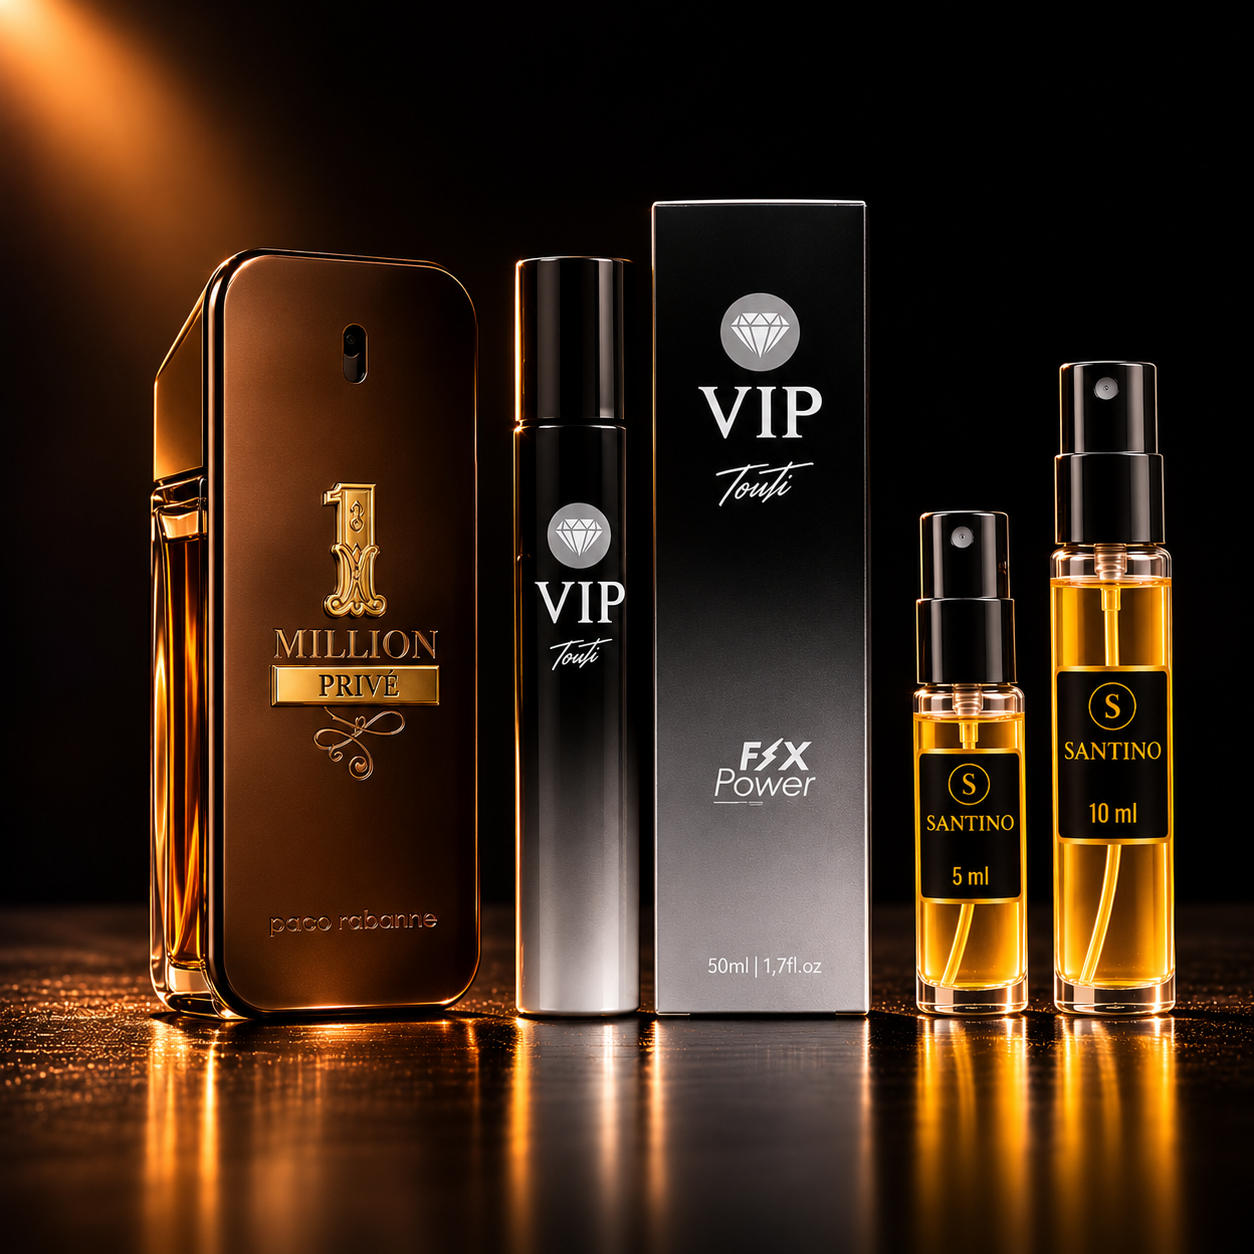 1
MILLION
PRIVÉ
paco rabanne
VIP
Touti
VIP
Touti
FX
Power
50ml | 1,7fl.oz
S
SANTINO
5 ml
S
SANTINO
10 ml